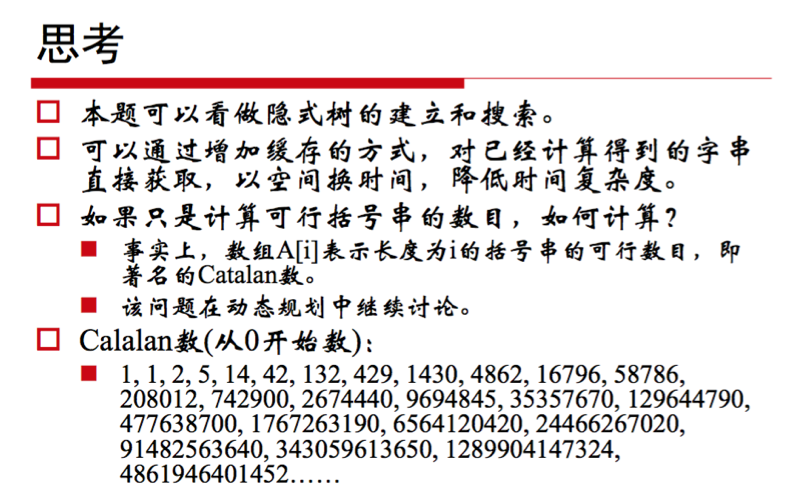 思考
本题可以看做隐式树的建立和搜索。
可以通过增加缓存的方式，对已经计算得到的字串
直接获取，以空间换时间，降低时间复杂度。
如果只是计算可行括号串的数目，如何计算？
事实上，数组A[i]表示长度为i的括号串的可行数目，即
著名的Catalan数。
该问题在动态规划中继续讨论。
Calalan数(从0开始数)：
1, 1, 2, 5, 14, 42, 132, 429, 1430, 4862, 16796, 58786,
208012, 742900, 2674440, 9694845, 35357670, 129644790,
477638700, 1767263190, 6564120420, 24466267020,
91482563640, 343059613650, 1289904147324,
4861946401452……